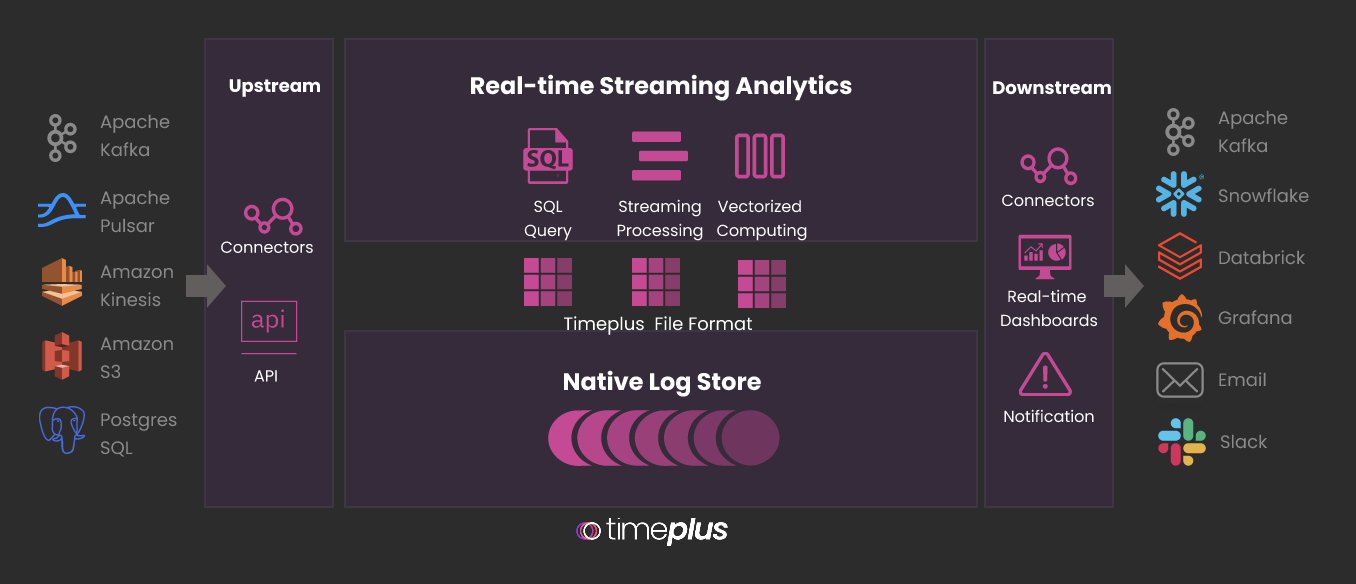 Apache
Kafka
Apache
Pulsar
Amazon
Kinesis
Amazon
S3
Postgres
SQL
Upstream
Connectors
api
API
Real-time Streaming Analytics
SQL
SQL
Query
Streaming
Processing
Vectorized
Computing
Timeplus File Format
Native Log Store
timeplus
Downstream
Connectors
Real-time
Dashboards
Notification
Apache
Kafka
Snowflake
Databrick
Grafana
Email
Slack